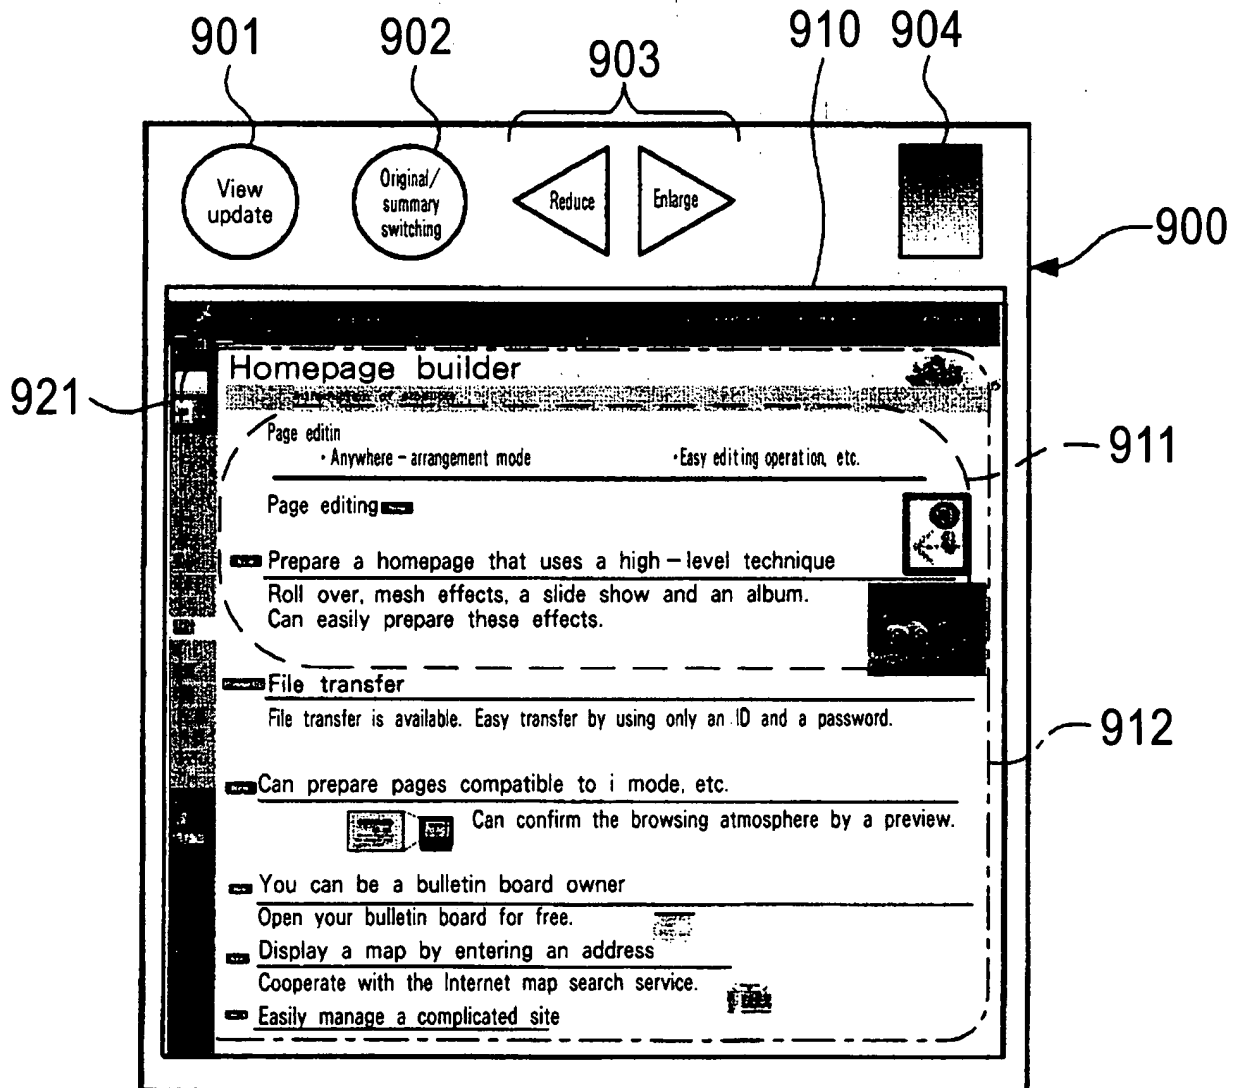 901
902
903
910
904
View
update
Original/
summary
switching
Reduce
Enlarge
900
921
Homepage builder
Page editin
・Anywhere – arrangement mode
・Easy editing operation, etc.
911
Page editing
Prepare a homepage that uses a high – level technique
Roll over, mesh effects, a slide show and an album.
Can easily prepare these effects.
File transfer
File transfer is available. Easy transfer by using only an ID and a password.
912
Can prepare pages compatible to i mode, etc.
Can confirm the browsing atmosphere by a preview.
You can be a bulletin board owner
Open your bulletin board for free.
Display a map by entering an address
Cooperate with the Internet map search service.
Easily manage a complicated site